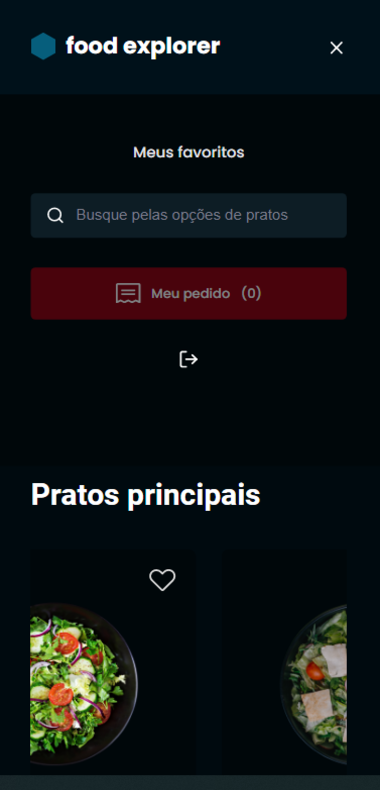 food explorer
Meus favoritos
Busque pelas opções de pratos
Meu pedido (0)
Pratos principais